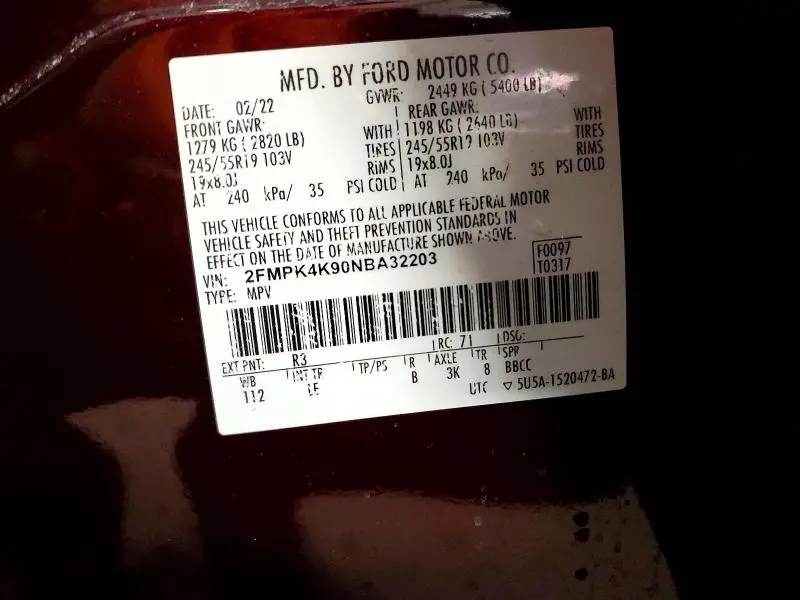 MFD. BY FORD MOTOR CO.
DATE: 02/22 GVWR: 2449 KG ( 5400 LB)
FRONT GAWR: REAR GAWR:
1279 KG ( 2820 LB) WITH 1198 KG ( 2640 LB) WITH
245/55R19 103V TIRES 245/55R19 103V TIRES
19x8.0J RIMS 19x8.0J RIMS
AT 240 kPa/ 35 PSI COLD AT 240 kPa/ 35 PSI COLD
THIS VEHICLE CONFORMS TO ALL APPLICABLE FEDERAL MOTOR
VEHICLE SAFETY AND THEFT PREVENTION STANDARDS IN
EFFECT ON THE DATE OF MANUFACTURE SHOWN ABOVE.
VIN: 2FMPK4K90NBA32203 F0097
TYPE: MPV T0317
EXT PNT: R3 RC: 71 DSO:
WB INT TR TP/PS R AXLE TR SPR
112 LE B 3K 8 BBCC
UTC ▽ 5U5A-1520472-BA